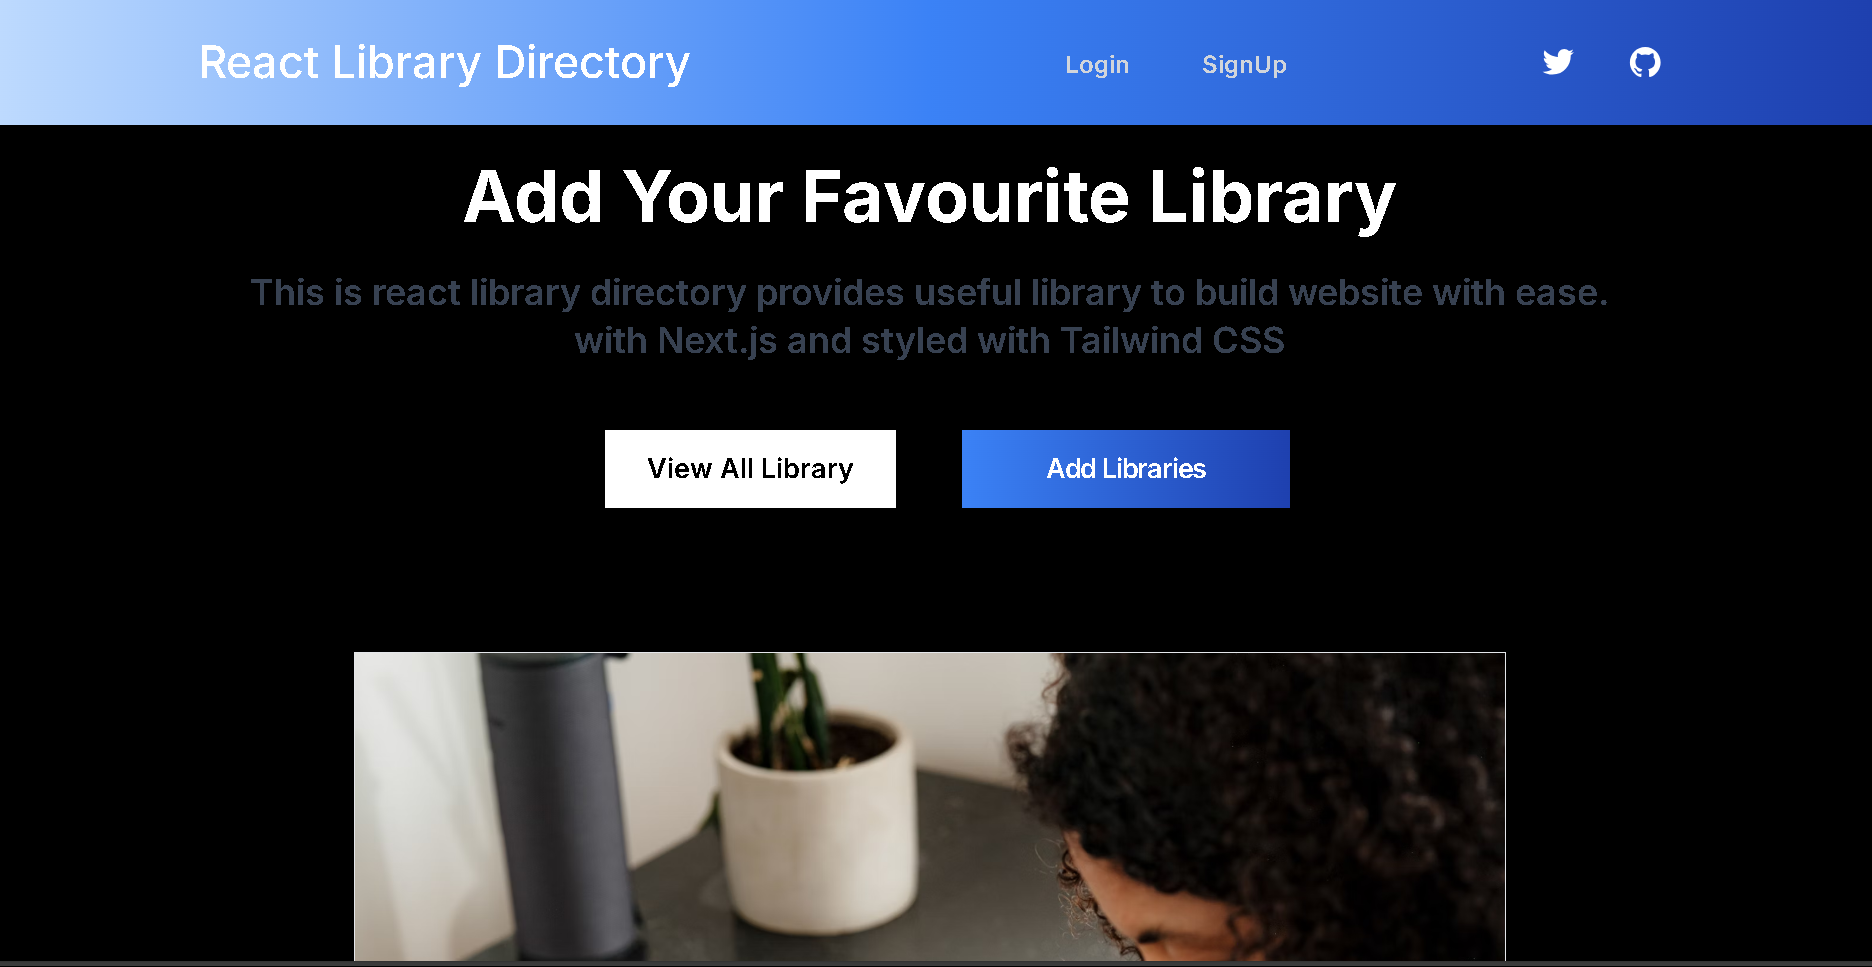 React Library Directory
Login
SignUp
Add Your Favourite Library
This is react library directory provides useful library to build website with ease.
with Next.js and styled with Tailwind CSS
View All Library
Add Libraries